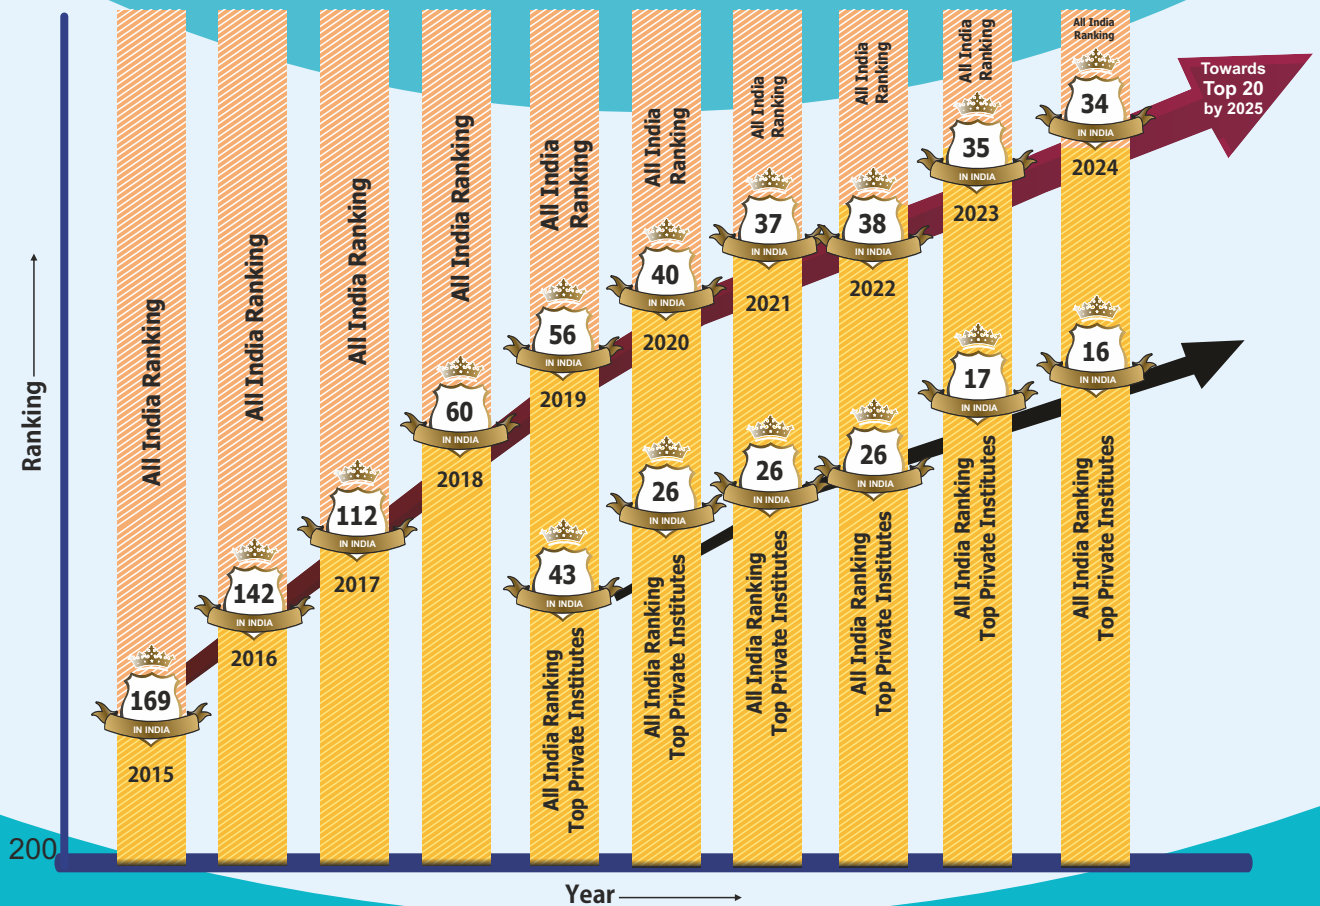 All India Ranking
169
IN INDIA
2015
All India Ranking
142
IN INDIA
2016
All India Ranking
112
IN INDIA
2017
All India Ranking
60
IN INDIA
2018
All India
Ranking
56
IN INDIA
2019
43
IN INDIA
All India Ranking
Top Private Institutes
All India
Ranking
40
IN INDIA
2020
26
IN INDIA
All India Ranking
Top Private Institutes
All India
Ranking
37
IN INDIA
2021
26
IN INDIA
All India Ranking
Top Private Institutes
All India
Ranking
38
IN INDIA
2022
26
IN INDIA
All India Ranking
Top Private Institutes
All India
Ranking
35
IN INDIA
2023
17
IN INDIA
All India Ranking
Top Private Institutes
All India
Ranking
34
IN INDIA
2024
16
IN INDIA
All India Ranking
Top Private Institutes
Towards
Top 20
by 2025
Ranking
200
Year